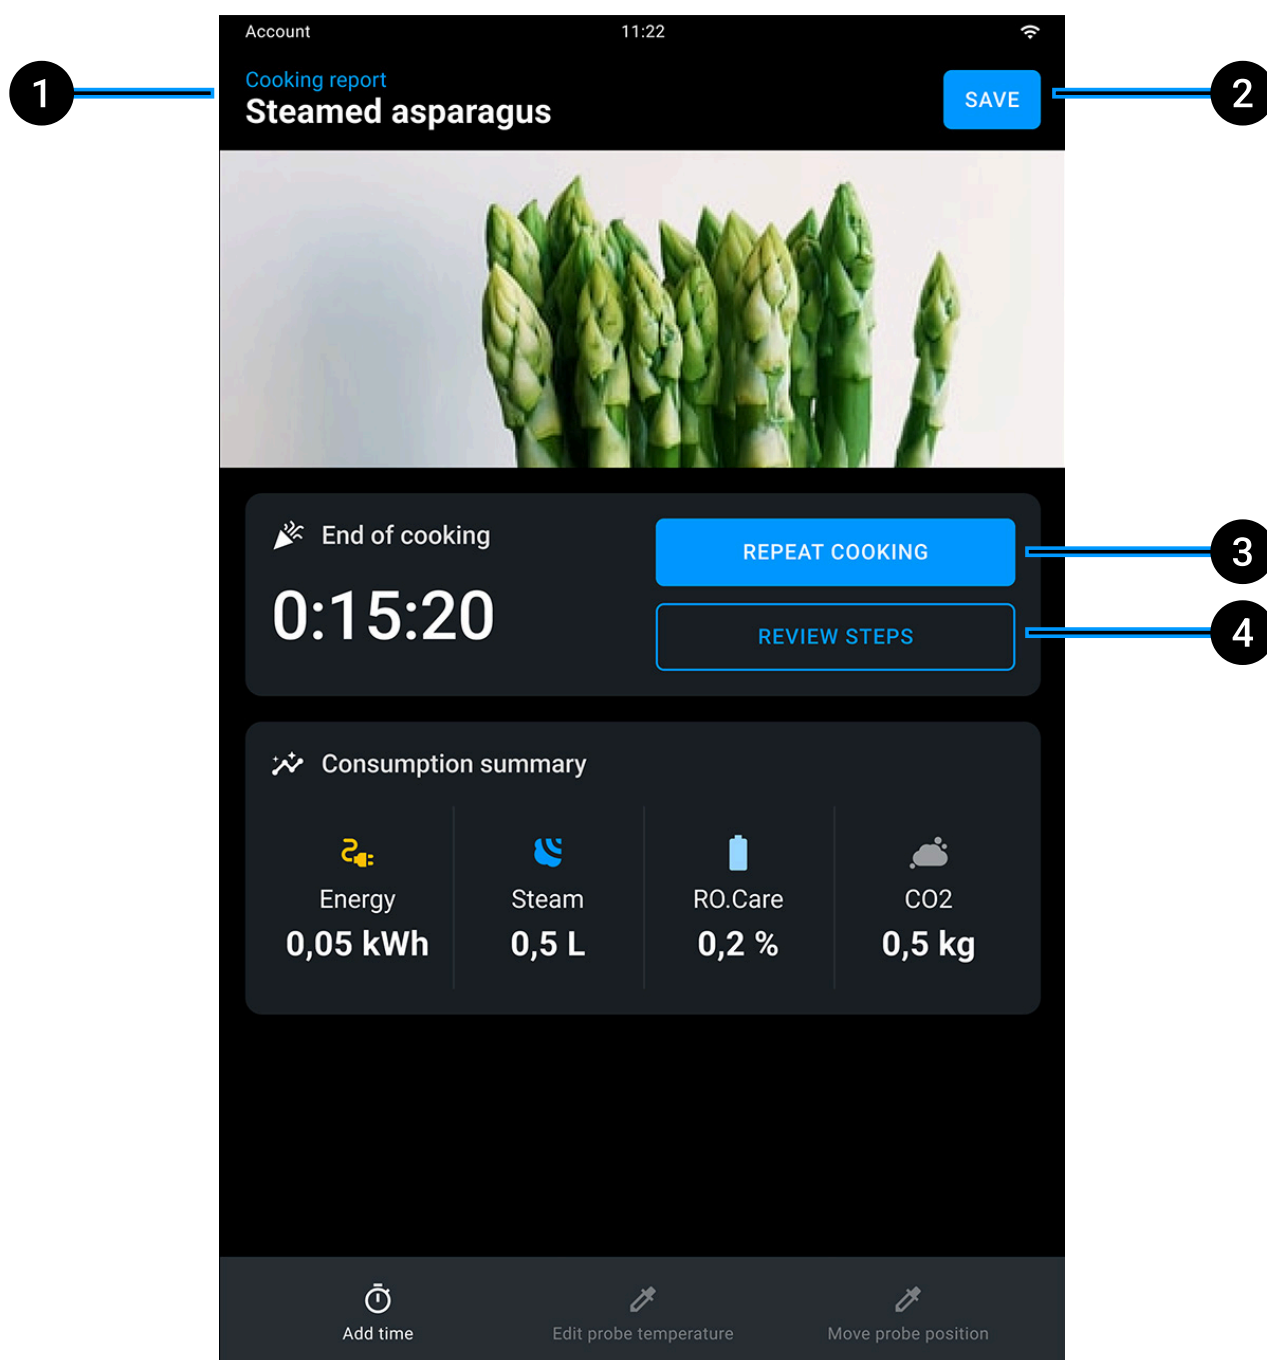 Account 11:22
1
Cooking report
Steamed asparagus
SAVE
2
End of cooking
0:15:20
REPEAT COOKING
3
REVIEW STEPS
4
Consumption summary
Energy Steam RO.Care CO2
0,05 kWh 0,5 L 0,2 % 0,5 kg
Add time Edit probe temperature Move probe position